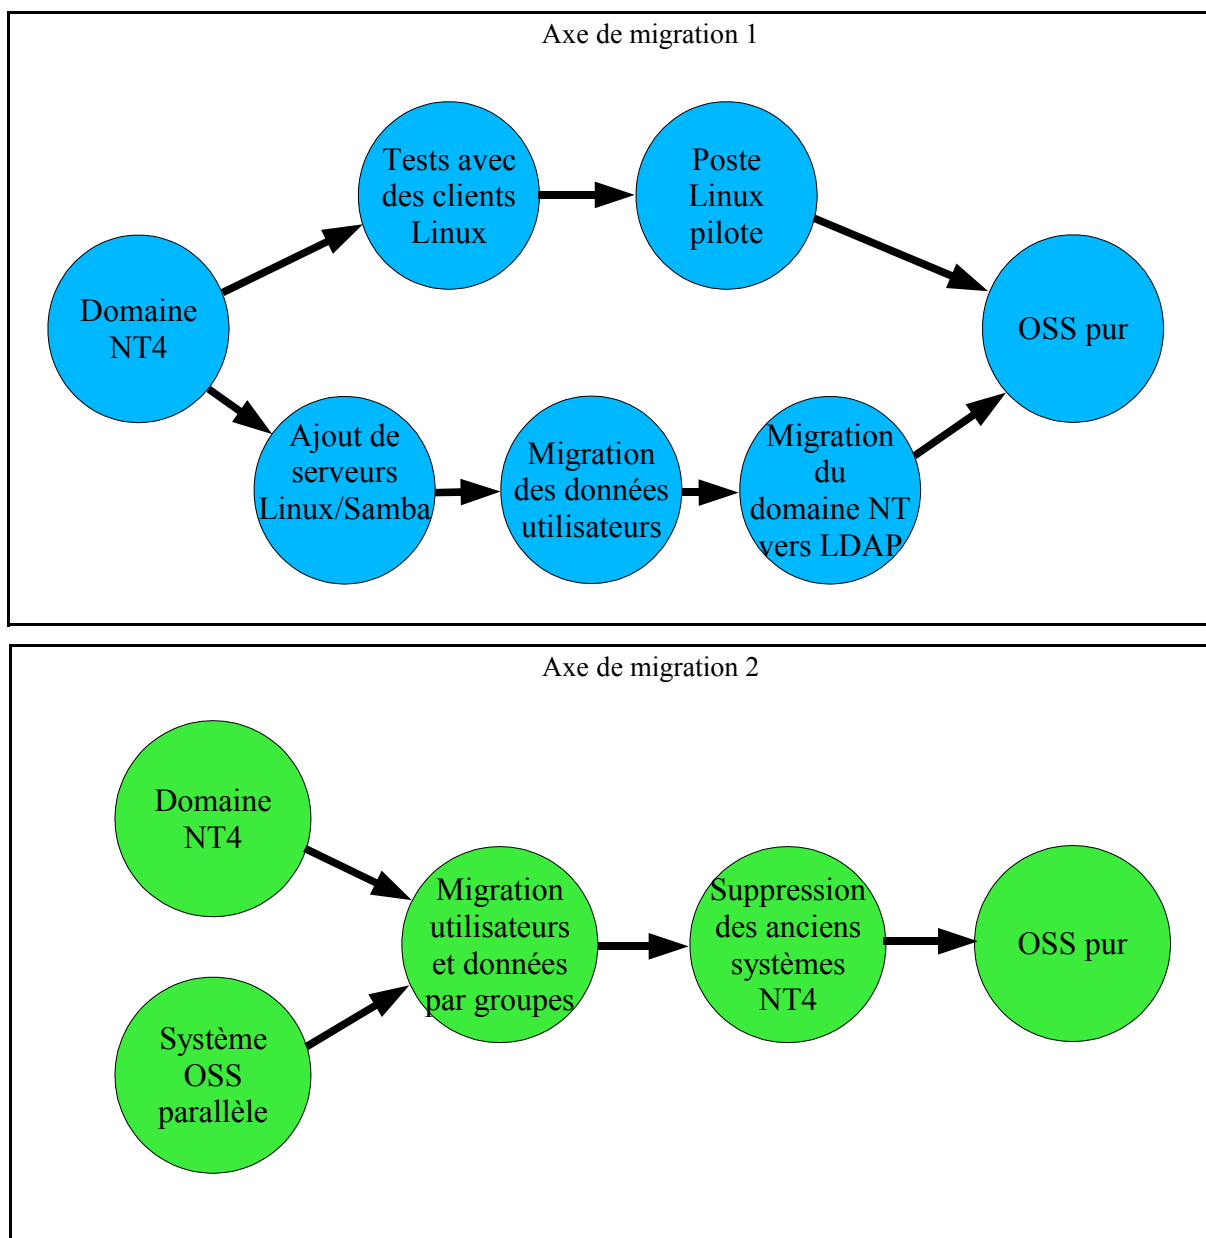 Axe de migration 1
Tests avec
des clients
Linux
Poste
Linux
pilote
Domaine
NT4
OSS pur
Ajout de
serveurs
Linux/Samba
Migration
des données
utilisateurs
Migration
du
domaine NT
vers LDAP
Axe de migration 2
Domaine
NT4
Système
OSS
parallèle
Migration
utilisateurs
et données
par groupes
Suppression
des anciens
systèmes
NT4
OSS pur